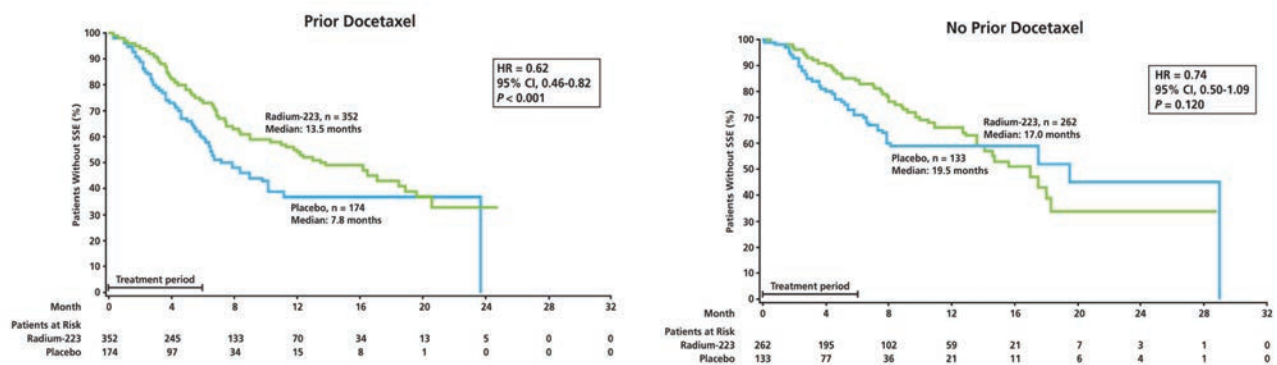 Prior Docetaxel
Patients Without SSE (%)
100
90
80
70
60
50
40
30
20
10
0
HR = 0.62
95% CI, 0.46-0.82
P < 0.001
Radium-223, n = 352
Median: 13.5 months
Placebo, n = 174
Median: 7.8 months
Treatment period
Month 0 4 8 12 16 20 24 28 32
Patients at Risk
Radium-223 352 245 133 70 34 13 5 0 0
Placebo 174 97 34 15 8 1 0 0 0
No Prior Docetaxel
Patients Without SSE (%)
100
90
80
70
60
50
40
30
20
10
0
HR = 0.74
95% CI, 0.50-1.09
P = 0.120
Radium-223, n = 262
Median: 17.0 months
Placebo, n = 133
Median: 19.5 months
Treatment period
Month 0 4 8 12 16 20 24 28 32
Patients at Risk
Radium-223 262 195 102 59 21 7 3 1 0
Placebo 133 77 36 21 11 6 4 1 0